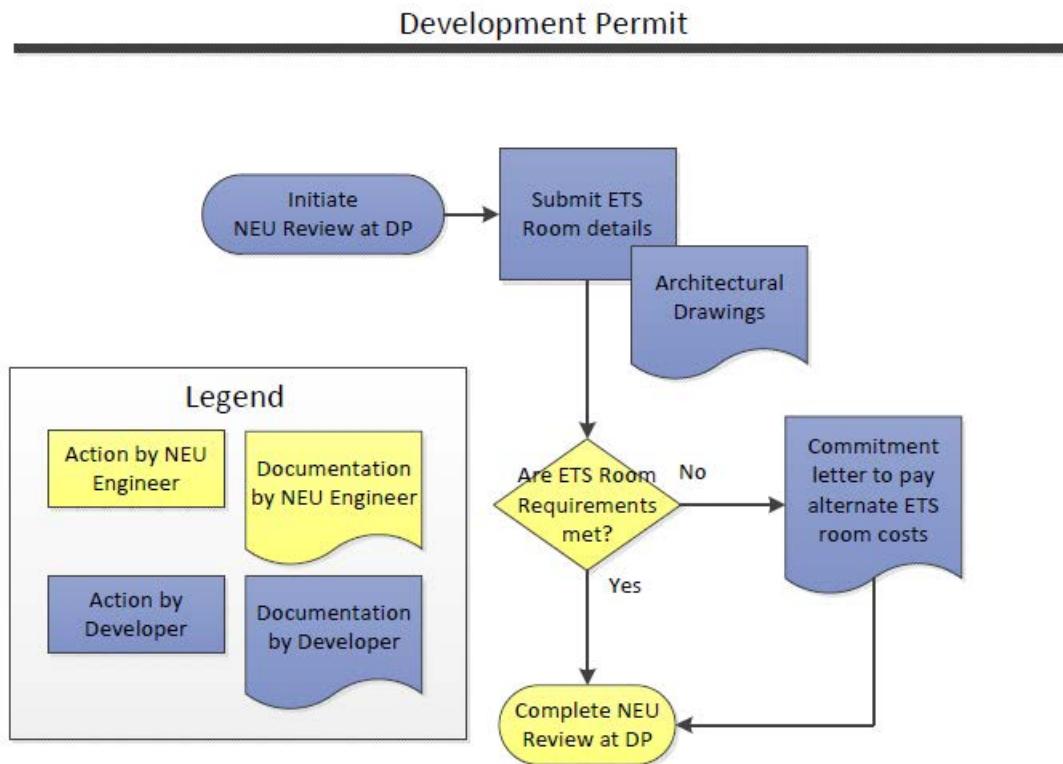 Development Permit
Initiate
NEU Review at DP
Submit ETS
Room details
Architectural
Drawings
Legend
Action by NEU
Engineer
Documentation
by NEU Engineer
Action by
Developer
Documentation
by Developer
Are ETS Room
Requirements
met?
No
Yes
Commitment
letter to pay
alternate ETS
room costs
Complete NEU
Review at DP